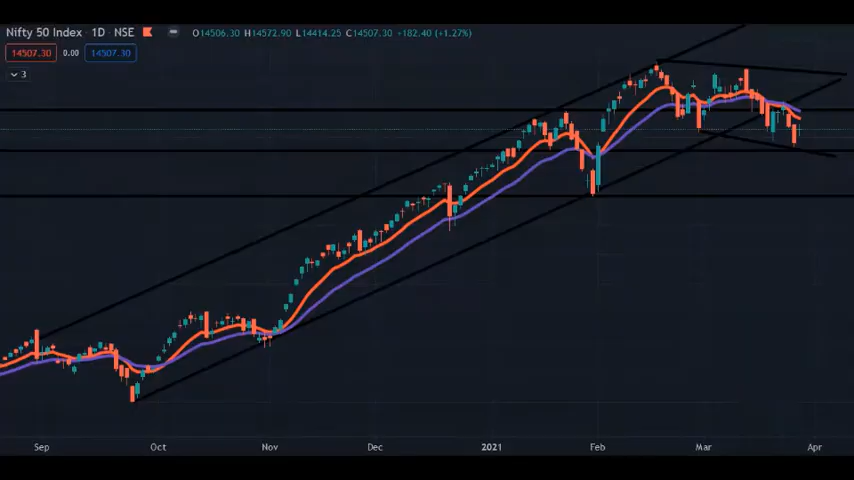 Nifty 50 Index · 1D · NSE O14506.30 H14572.90 L14414.25 C14507.30 +182.40 (+1.27%)
14507.30 0.00 14507.30
3
Sep Oct Nov Dec 2021 Feb Mar Apr